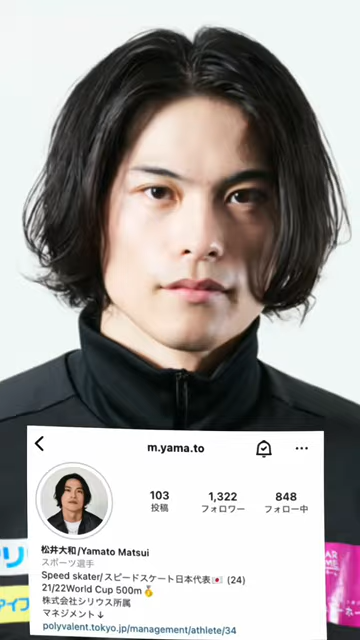 m.yama.to
103
1,322
848
投稿
フォロワー
フォロー中
松井大和/Yamato Matsui
スポーツ選手
Speed skater/スピードスケート日本代表🇯🇵 (24)
21/22World Cup 500m🥇
株式会社シリウス所属
マネジメント↓
polyvalent.tokyo.jp/management/athlete/34